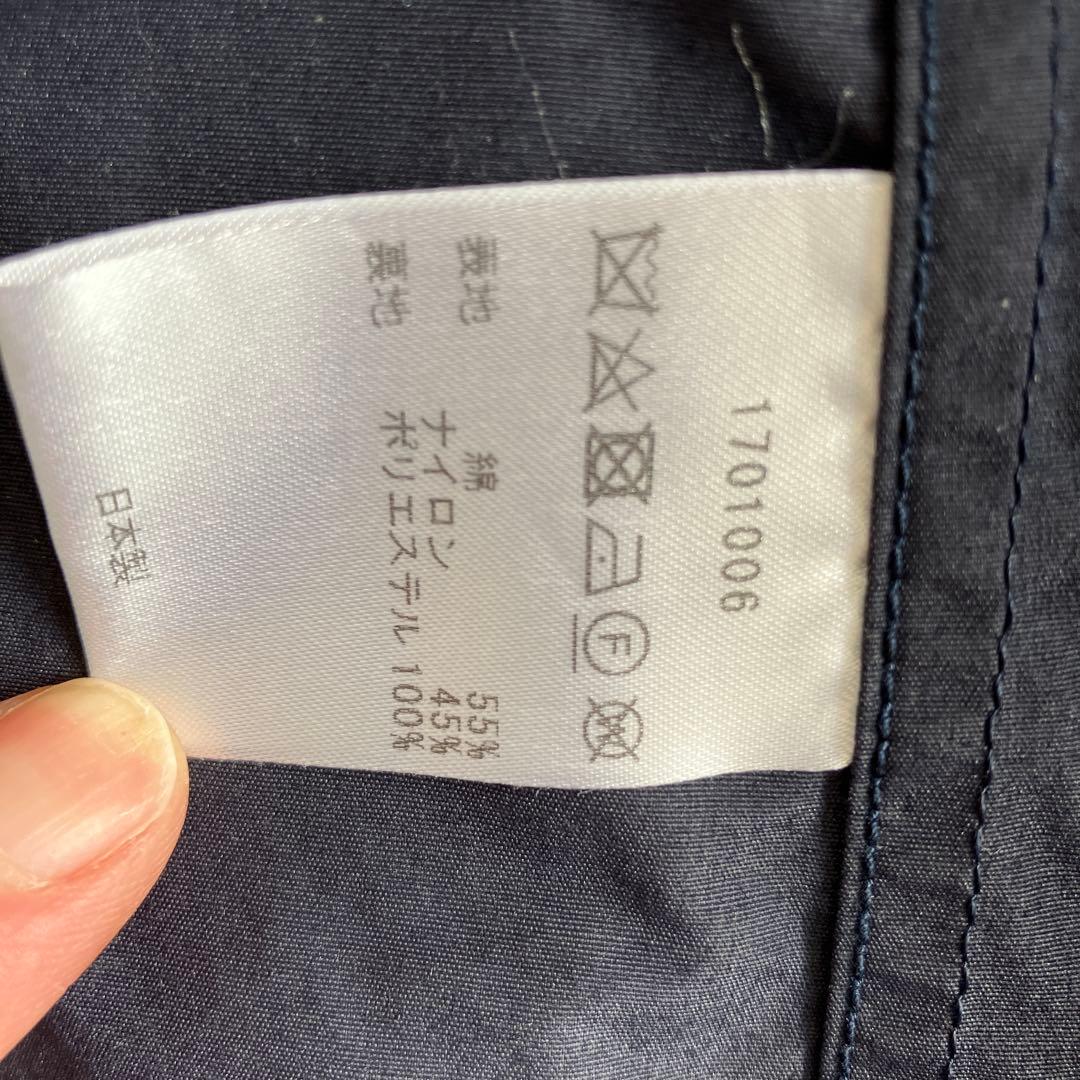 1701006
F
W
表地 綿 55%
ナイロン 45%
裏地 ポリエステル 100%
日本製